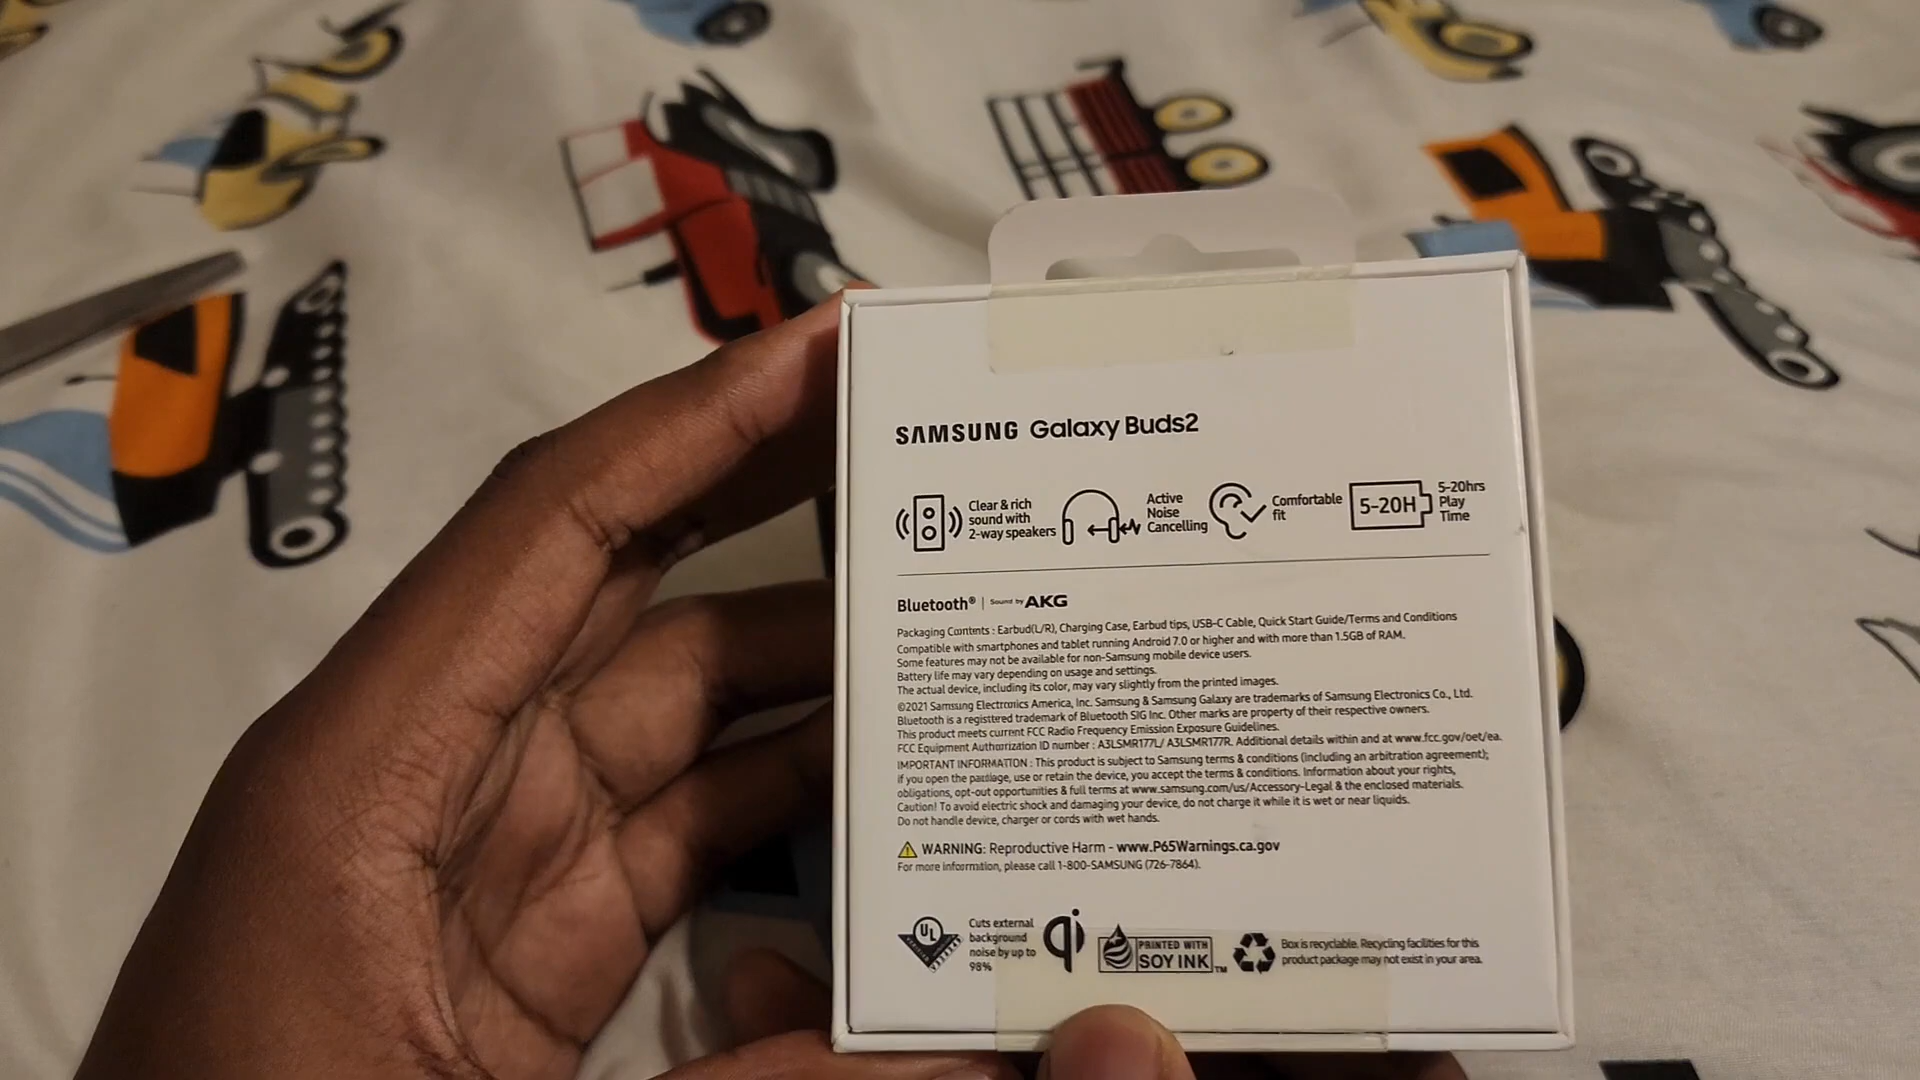 SAMSUNG Galaxy Buds2
Clear & rich
sound with
2-way speakers
Active
Noise
Cancelling
Comfortable
fit
5-20H
5-20hrs
Play
Time
Bluetooth® | Sound by AKG
Packaging Contents : Earbud(L/R), Charging Case, Earbud tips, USB-C Cable, Quick Start Guide/Terms and Conditions
Compatible with smartphones and tablet running Android 7.0 or higher and with more than 1.5GB of RAM.
Some features may not be available for non-Samsung mobile device users.
Battery life may vary depending on usage and settings.
The actual device, including its color, may vary slightly from the printed images.
©2021 Samsung Electronics America, Inc. Samsung & Samsung Galaxy are trademarks of Samsung Electronics Co., Ltd.
Bluetooth is a registered trademark of Bluetooth SIG Inc. Other marks are property of their respective owners.
This product meets current FCC Radio Frequency Emission Exposure Guidelines.
FCC Equipment Authorization ID number : A3LSMR177L/ A3LSMR177R. Additional details within and at www.fcc.gov/oet/ea.
IMPORTANT INFORMATION : This product is subject to Samsung terms & conditions (including an arbitration agreement);
if you open the package, use or retain the device, you accept the terms & conditions. Information about your rights,
obligations, opt-out opportunities & full terms at www.samsung.com/us/Accessory-Legal & the enclosed materials.
Caution! To avoid electric shock and damaging your device, do not charge it while it is wet or near liquids.
Do not handle device, charger or cords with wet hands.
WARNING: Reproductive Harm - www.P65Warnings.ca.gov
For more information, please call 1-800-SAMSUNG (726-7864).
UL
Cuts external
background
noise by up to
98%
qi
PRINTED WITH
SOY INK™
Box is recyclable. Recycling facilities for this
product package may not exist in your area.